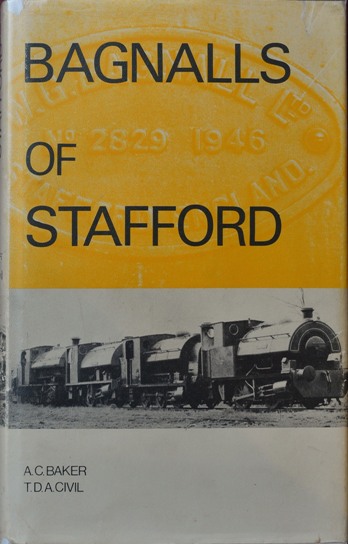 BAGNALLS
OF
STAFFORD
Nº 2829 1946
A.C.BAKER
T.D.A.CIVIL